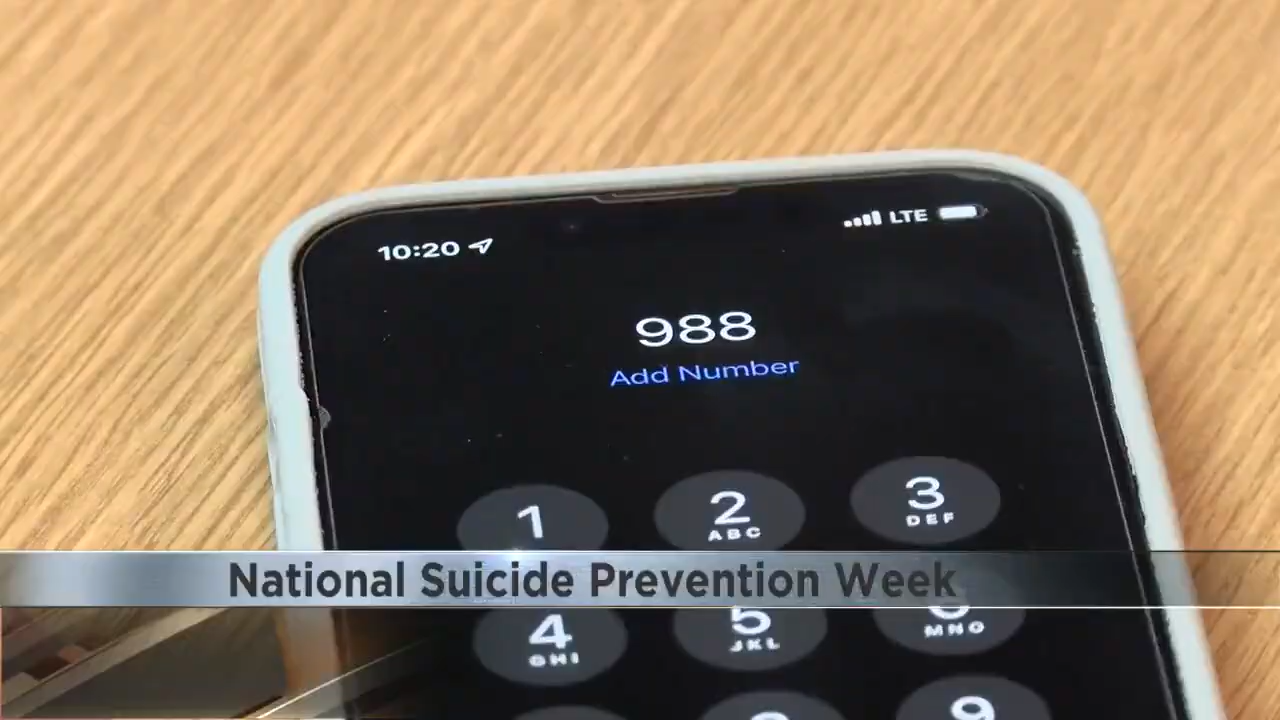 10:20
LTE
988
Add Number
1
2
ABC
3
DEF
National Suicide Prevention Week
4
GHI
5
JKL
MNO
9